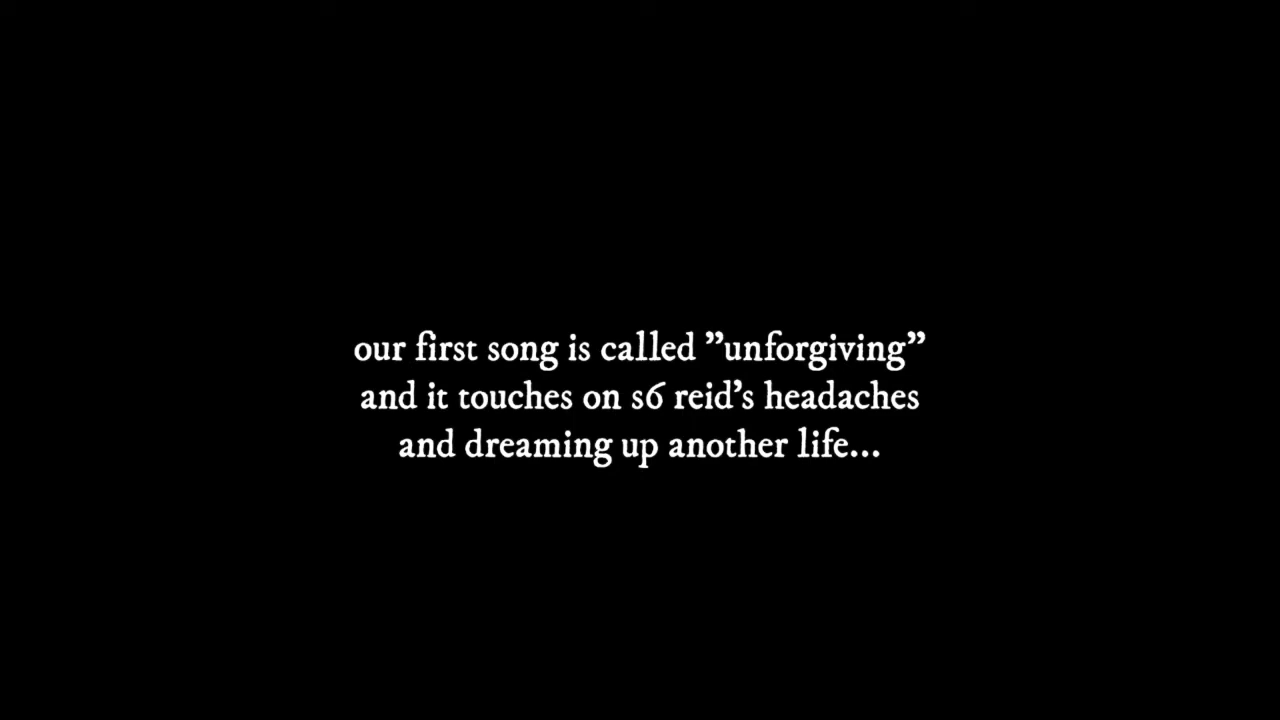 our first song is called ”unforgiving”
and it touches on s6 reid’s headaches
and dreaming up another life...